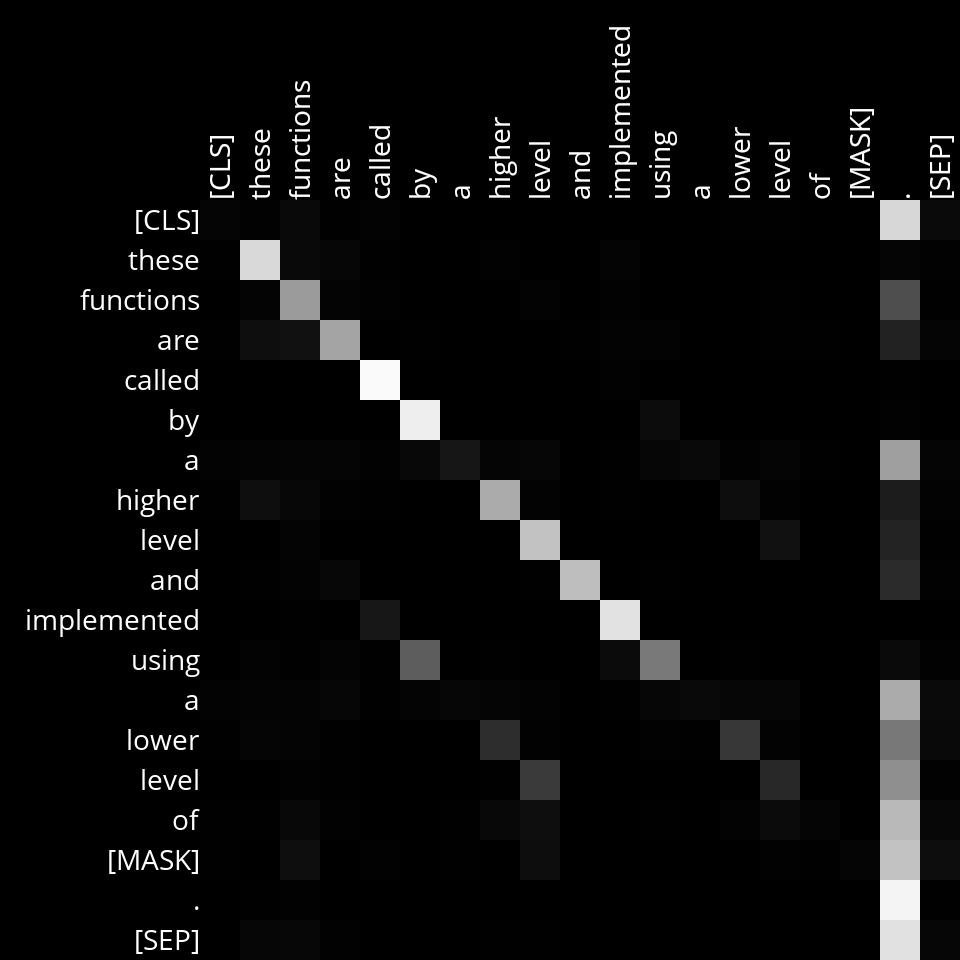 [CLS] these functions are called by a higher level and implemented using a lower level of [MASK] . [SEP]
[CLS]
these
functions
are
called
by
a
higher
level
and
implemented
using
a
lower
level
of
[MASK]
.
[SEP]